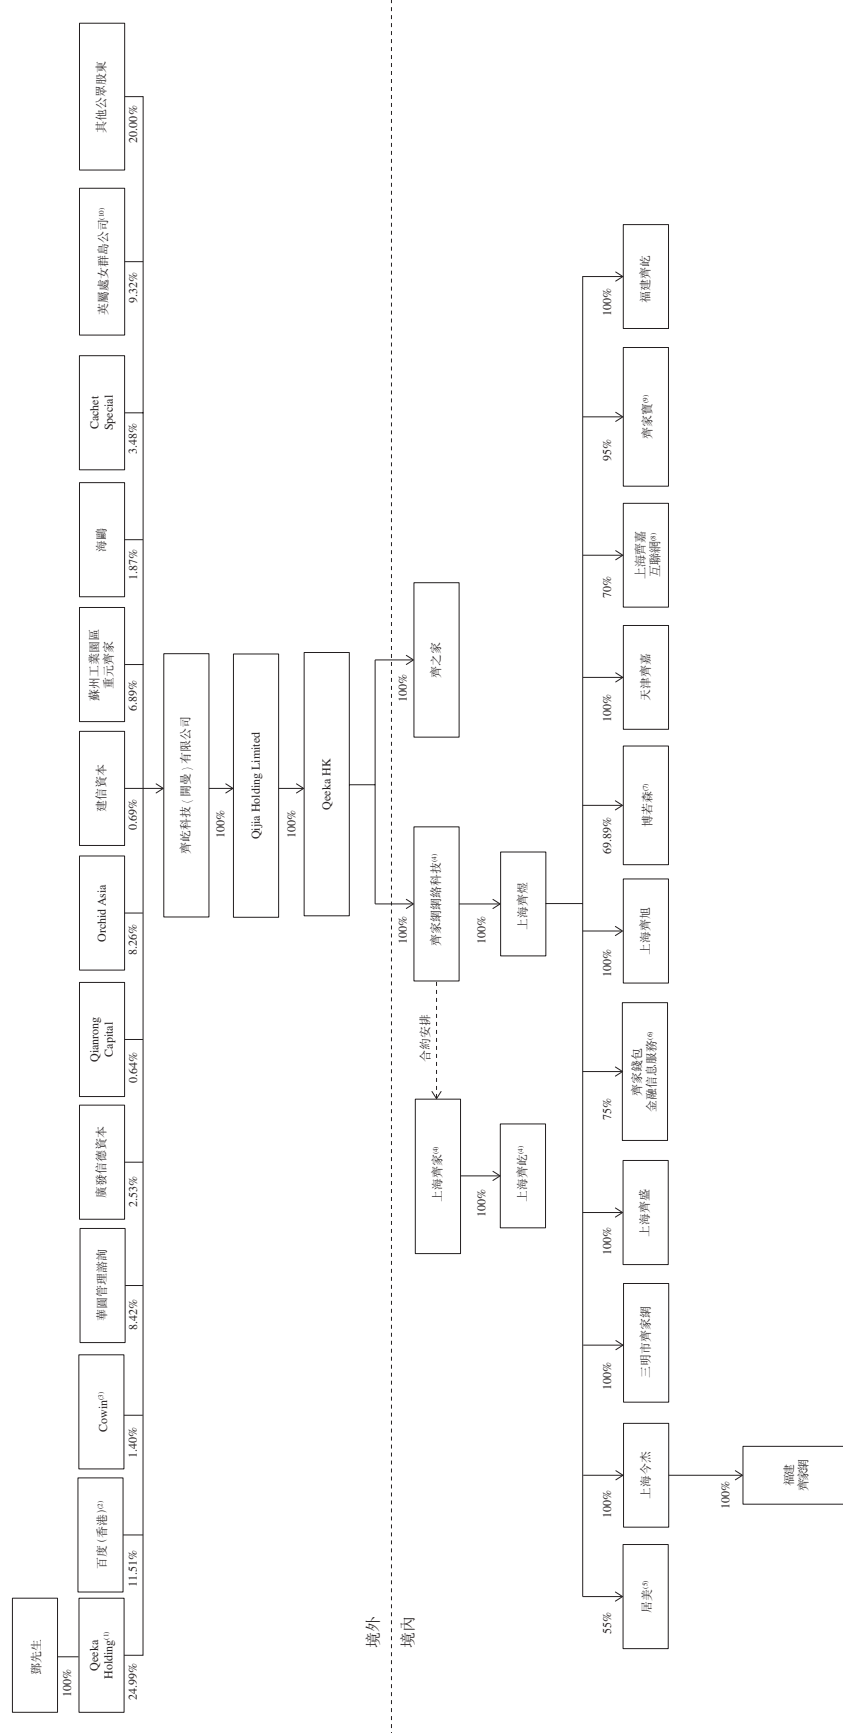 鄧先生
100%
Qeeka
Holding⁽¹⁾
百度(香港)⁽²⁾
Cowin⁽³⁾
華圓管理諮詢
廣發信德資本
Qianrong
Capital
Orchid Asia
建信資本
蘇州工業園區
重元齊家
海鷗
Cachet
Special
英屬處女群島公司⁽¹⁰⁾
其他公眾股東
24.99%
11.51%
1.40%
8.42%
2.53%
0.64%
8.26%
0.69%
6.89%
1.87%
3.48%
9.32%
20.00%
齊屹科技(開曼)有限公司
100%
Qijia Holding Limited
100%
Qeeka HK
境外
境內
100%
100%
齊家網網絡科技⁽⁴⁾
齊之家
合約安排
上海齊家⁽⁴⁾
100%
100%
上海齊屹⁽⁴⁾
上海齊煜
55%
100%
100%
100%
75%
100%
69.89%
100%
70%
95%
100%
居美⁽⁵⁾
上海今杰
三明市齊家網
上海齊盛
齊家錢包
金融信息服務⁽⁶⁾
上海齊旭
博若森⁽⁷⁾
天津齊嘉
上海齊嘉
互聯網⁽⁸⁾
齊家寶⁽⁹⁾
福建齊屹
100%
福建
齊家網